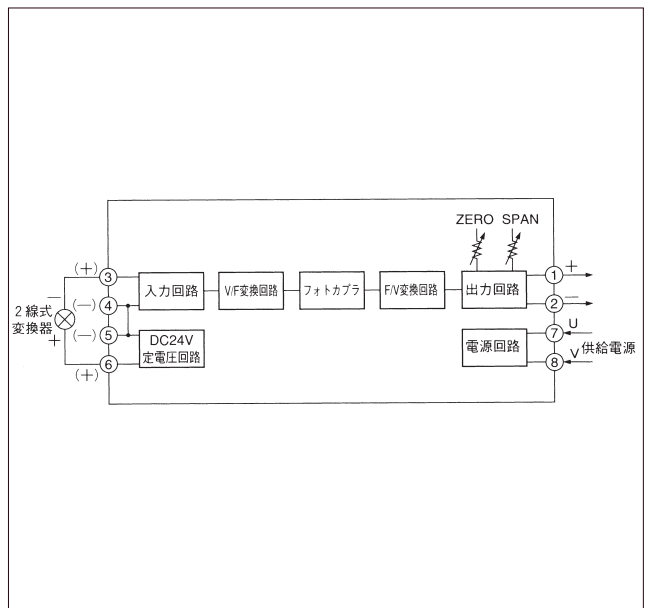 ZERO SPAN
(+) ③ 入力回路 V/F変換回路 フォトカプラ F/V変換回路 出力回路 ① +
— (—) ④ ② —
2線式
変換器
+ (—) ⑤ DC24V
定電圧回路
(+) ⑥
電源回路 ⑦ U
⑧ V 供給電源